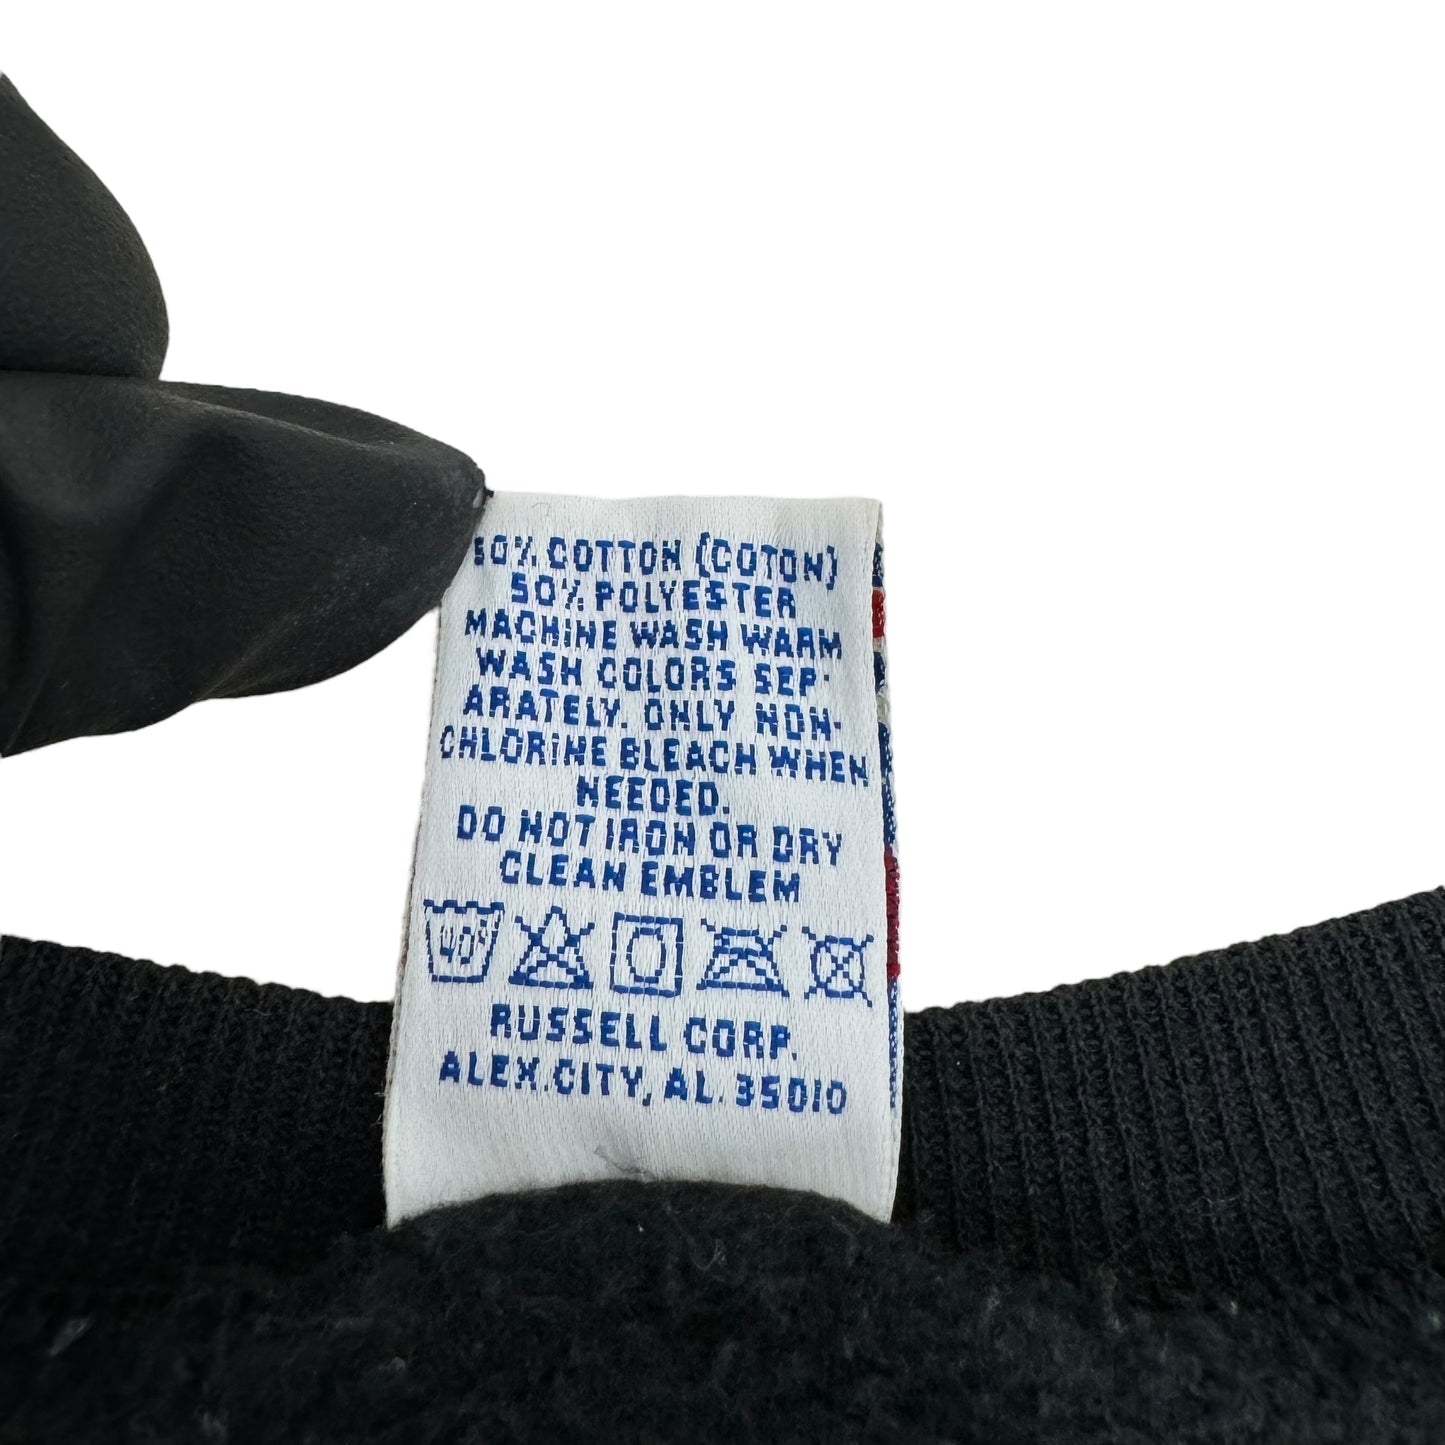 50% COTTON (COTON)
50% POLYESTER
MACHINE WASH WARM
WASH COLORS SEP-
ARATELY. ONLY NON-
CHLORINE BLEACH WHEN
NEEDED.
DO NOT IRON OR DRY
CLEAN EMBLEM
40°
RUSSELL CORP.
ALEX.CITY, AL. 35010